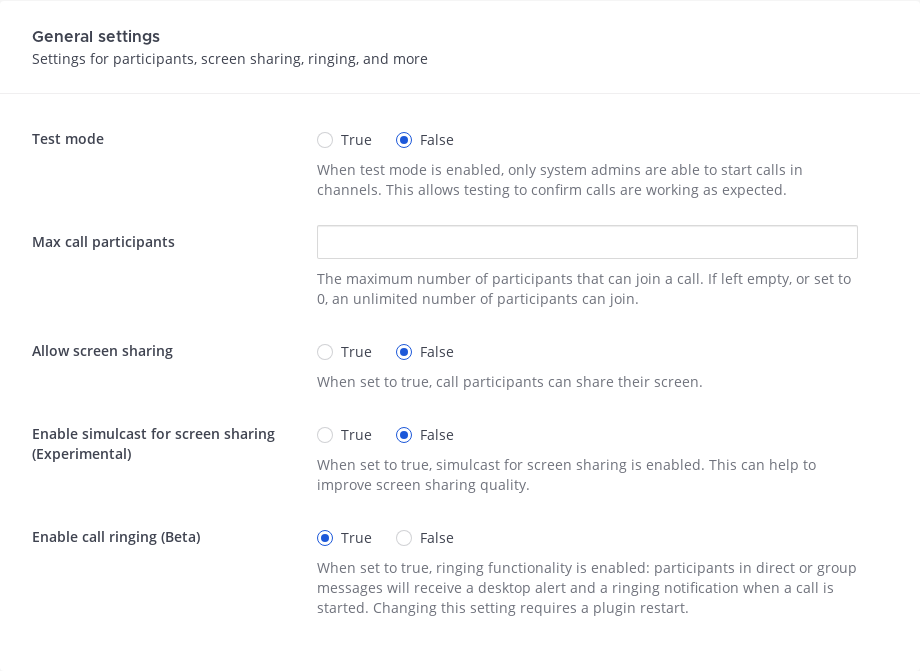 General settings
Settings for participants, screen sharing, ringing, and more
Test mode
True
False
When test mode is enabled, only system admins are able to start calls in
channels. This allows testing to confirm calls are working as expected.
Max call participants
The maximum number of participants that can join a call. If left empty, or set to
0, an unlimited number of participants can join.
Allow screen sharing
True
False
When set to true, call participants can share their screen.
Enable simulcast for screen sharing
(Experimental)
True
False
When set to true, simulcast for screen sharing is enabled. This can help to
improve screen sharing quality.
Enable call ringing (Beta)
True
False
When set to true, ringing functionality is enabled: participants in direct or group
messages will receive a desktop alert and a ringing notification when a call is
started. Changing this setting requires a plugin restart.